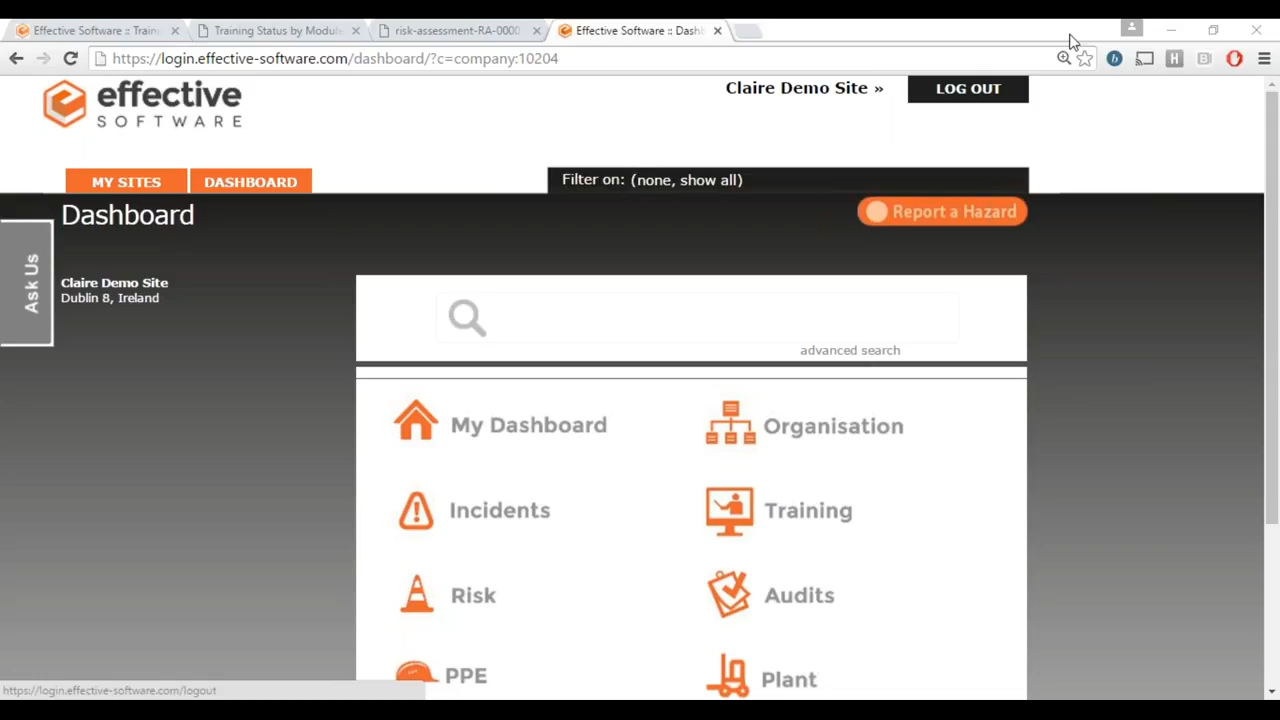 Effective Software :: Traini
Training Status by Module
risk-assessment-RA-0000
Effective Software :: Dashb
https://login.effective-software.com/dashboard/?c=company:10204
effective
SOFTWARE
Claire Demo Site »
LOG OUT
MY SITES
DASHBOARD
Filter on: (none, show all)
Dashboard
Report a Hazard
Ask Us
Claire Demo Site
Dublin 8, Ireland
advanced search
My Dashboard
Organisation
Incidents
Training
Risk
Audits
PPE
Plant
https://login.effective-software.com/logout